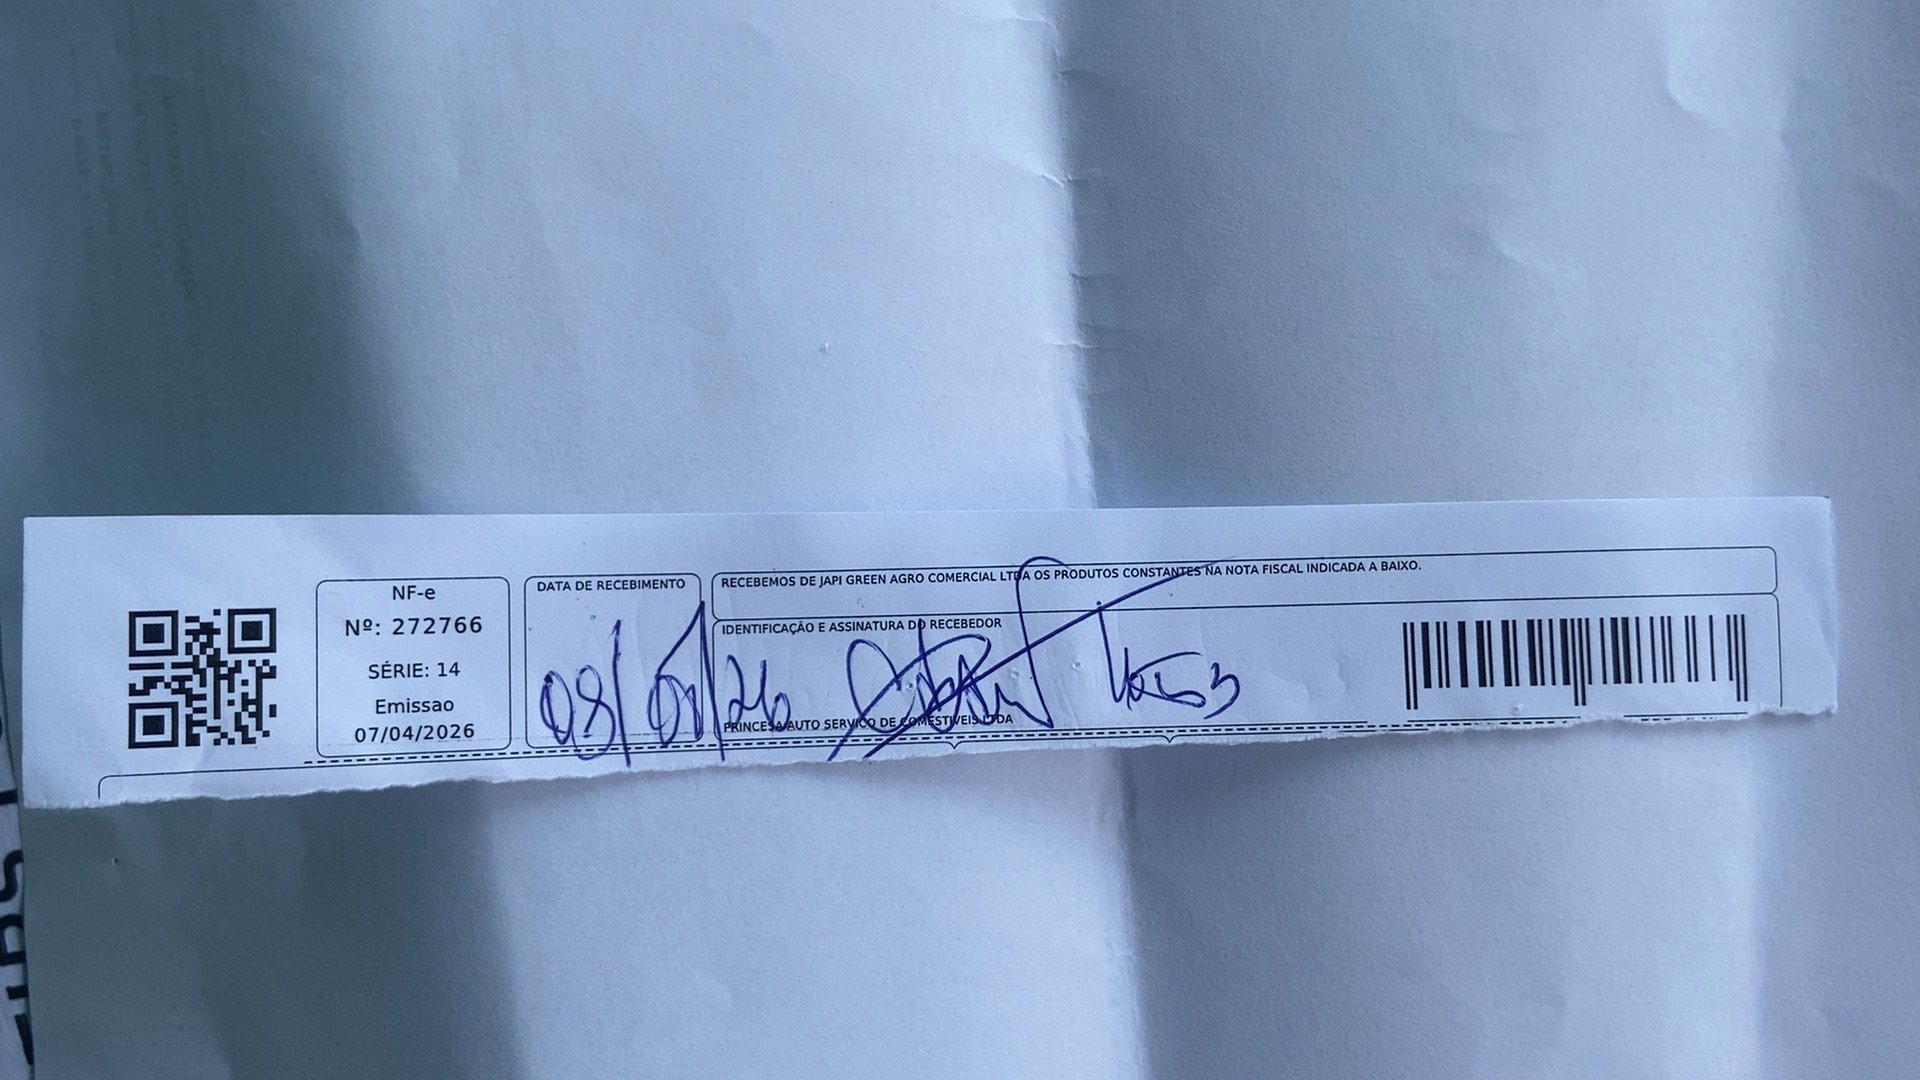 NF-e
Nº: 272766
SÉRIE: 14
Emissao
07/04/2026
DATA DE RECEBIMENTO
08/04/26
RECEBEMOS DE JAPI GREEN AGRO COMERCIAL LTDA OS PRODUTOS CONSTANTES NA NOTA FISCAL INDICADA A BAIXO.
IDENTIFICAÇÃO E ASSINATURA DO RECEBEDOR
PRINCESA AUTO SERVIÇO DE COMESTIVEIS LTDA